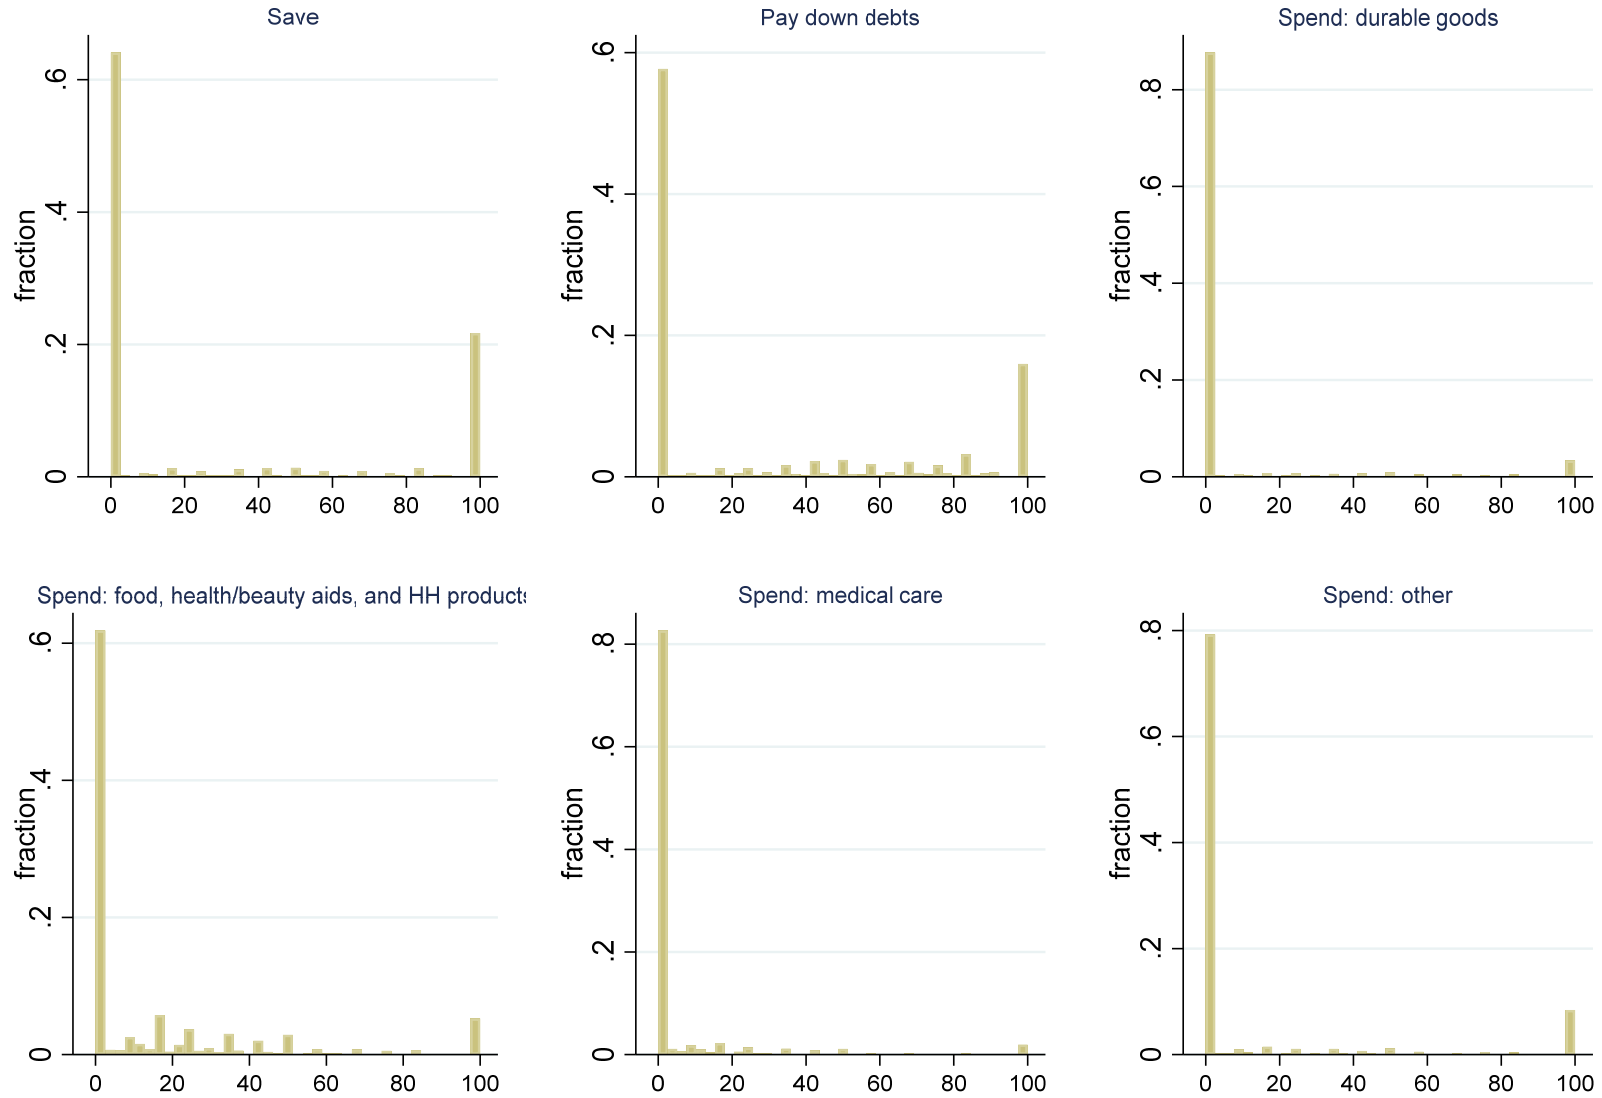 Save
.6
.4
.2
0
fraction
0 20 40 60 80 100
Pay down debts
.6
.4
.2
0
fraction
0 20 40 60 80 100
Spend: durable goods
.8
.6
.4
.2
0
fraction
0 20 40 60 80 100
Spend: food, health/beauty aids, and HH products
.6
.4
.2
0
fraction
0 20 40 60 80 100
Spend: medical care
.8
.6
.4
.2
0
fraction
0 20 40 60 80 100
Spend: other
.8
.6
.4
.2
0
fraction
0 20 40 60 80 100